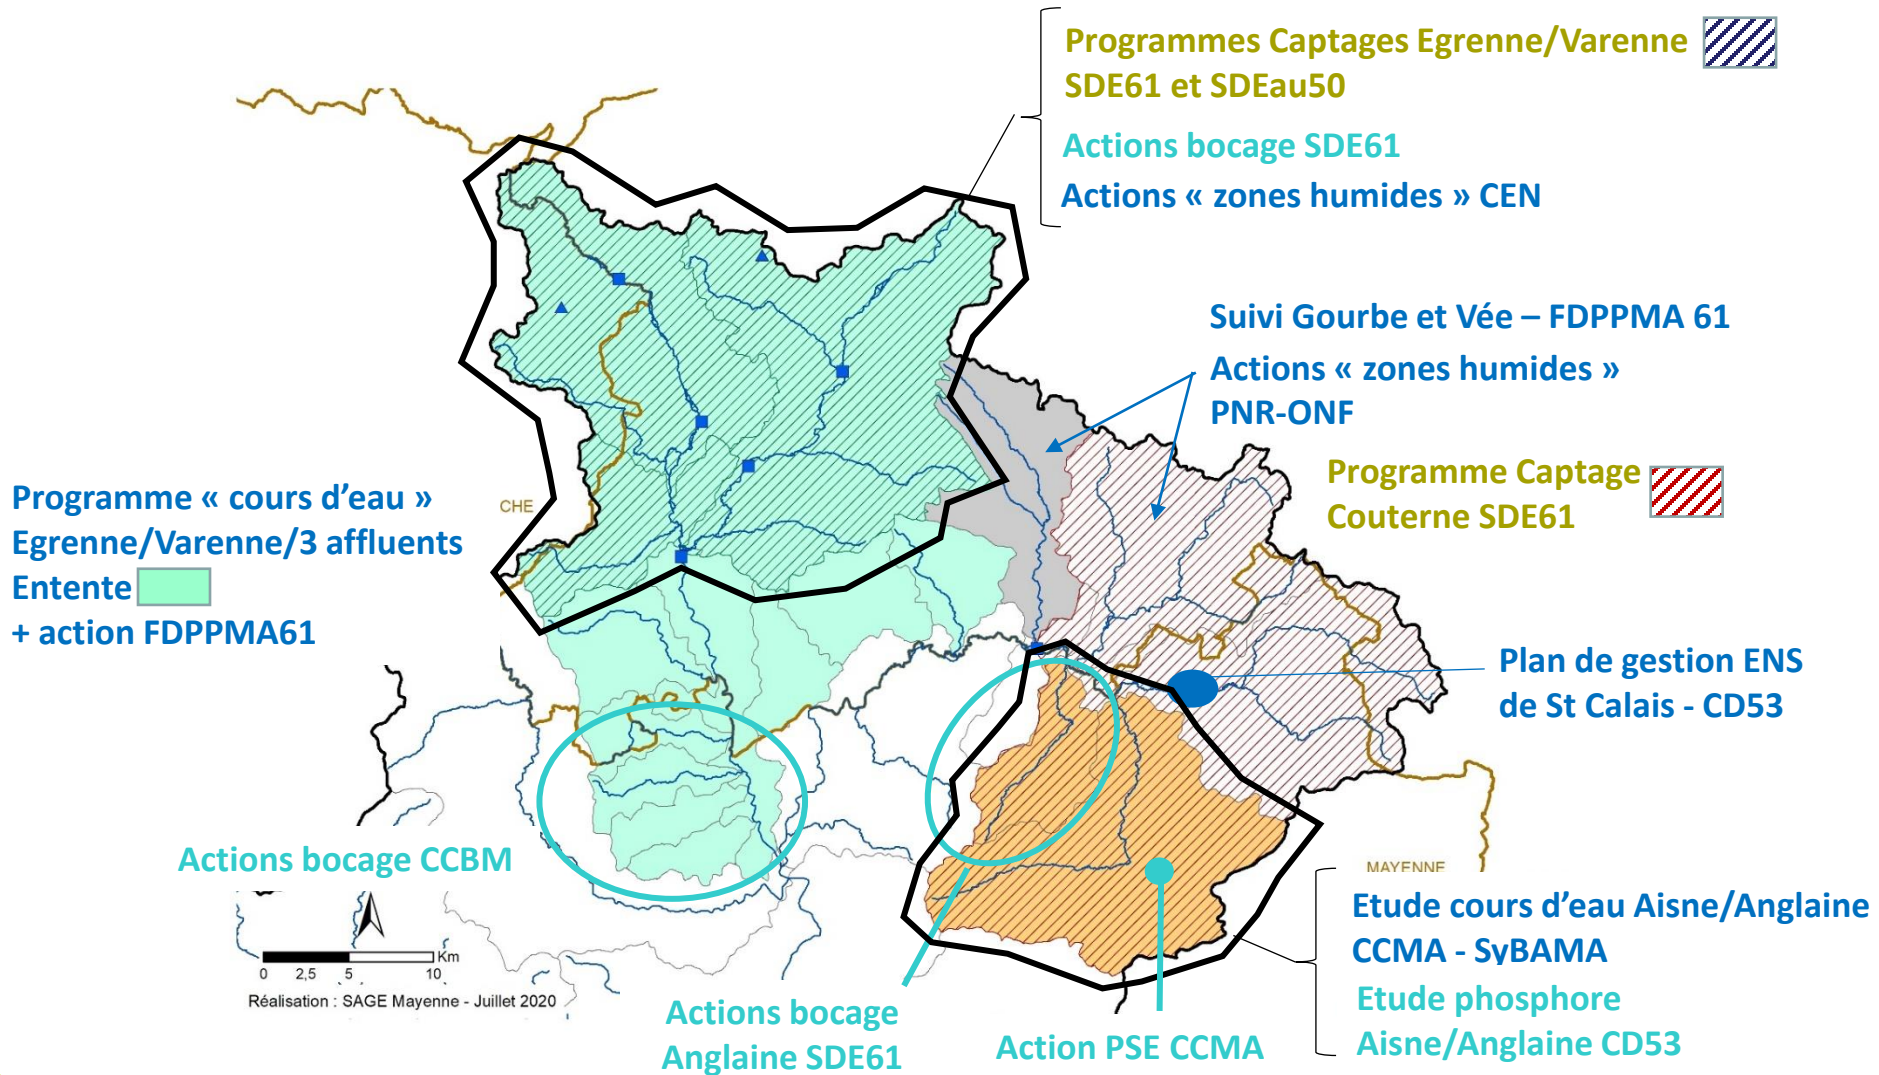 Programmes Captages Egrenne/Varenne
SDE61 et SDEau50
Actions bocage SDE61
Actions « zones humides » CEN
Suivi Gourbe et Vée – FDPPMA 61
Actions « zones humides »
PNR-ONF
Programme Captage
Couterne SDE61
CHE
Programme « cours d’eau »
Egrenne/Varenne/3 affluents
Entente
+ action FDPPMA61
Plan de gestion ENS
de St Calais - CD53
Actions bocage CCBM
MAYENNE
Etude cours d’eau Aisne/Anglaine
CCMA - SyBAMA
Etude phosphore
Aisne/Anglaine CD53
Km
0 2,5 5 10
Réalisation : SAGE Mayenne - Juillet 2020
Actions bocage
Anglaine SDE61
Action PSE CCMA